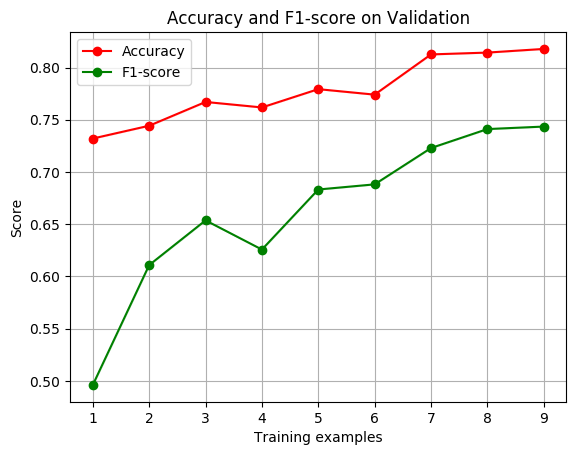 Accuracy and F1-score on Validation
Accuracy
F1-score
0.80
0.75
0.70
0.65
0.60
0.55
0.50
Score
1 2 3 4 5 6 7 8 9
Training examples